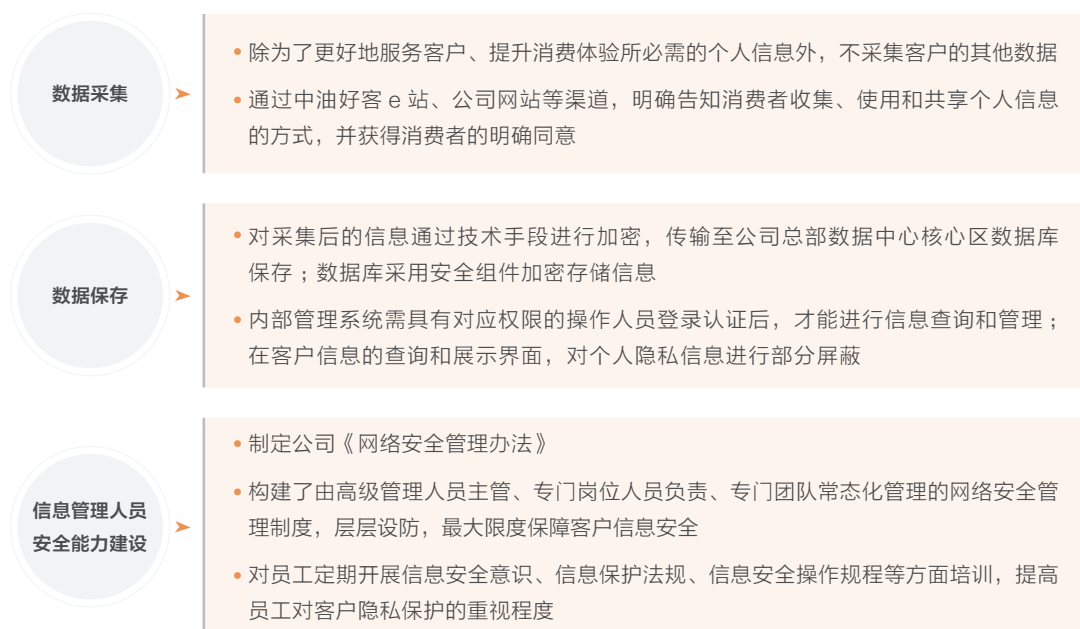 数据采集
•除为了更好地服务客户、提升消费体验所必需的个人信息外，不采集客户的其他数据
•通过中油好客 e 站、公司网站等渠道，明确告知消费者收集、使用和共享个人信息
的方式，并获得消费者的明确同意
数据保存
•对采集后的信息通过技术手段进行加密，传输至公司总部数据中心核心区数据库
保存；数据库采用安全组件加密存储信息
•内部管理系统需具有对应权限的操作人员登录认证后，才能进行信息查询和管理；
在客户信息的查询和展示界面，对个人隐私信息进行部分屏蔽
信息管理人员
安全能力建设
•制定公司《网络安全管理办法》
•构建了由高级管理人员主管、专门岗位人员负责、专门团队常态化管理的网络安全管
理制度，层层设防，最大限度保障客户信息安全
•对员工定期开展信息安全意识、信息保护法规、信息安全操作规程等方面培训，提高
员工对客户隐私保护的重视程度